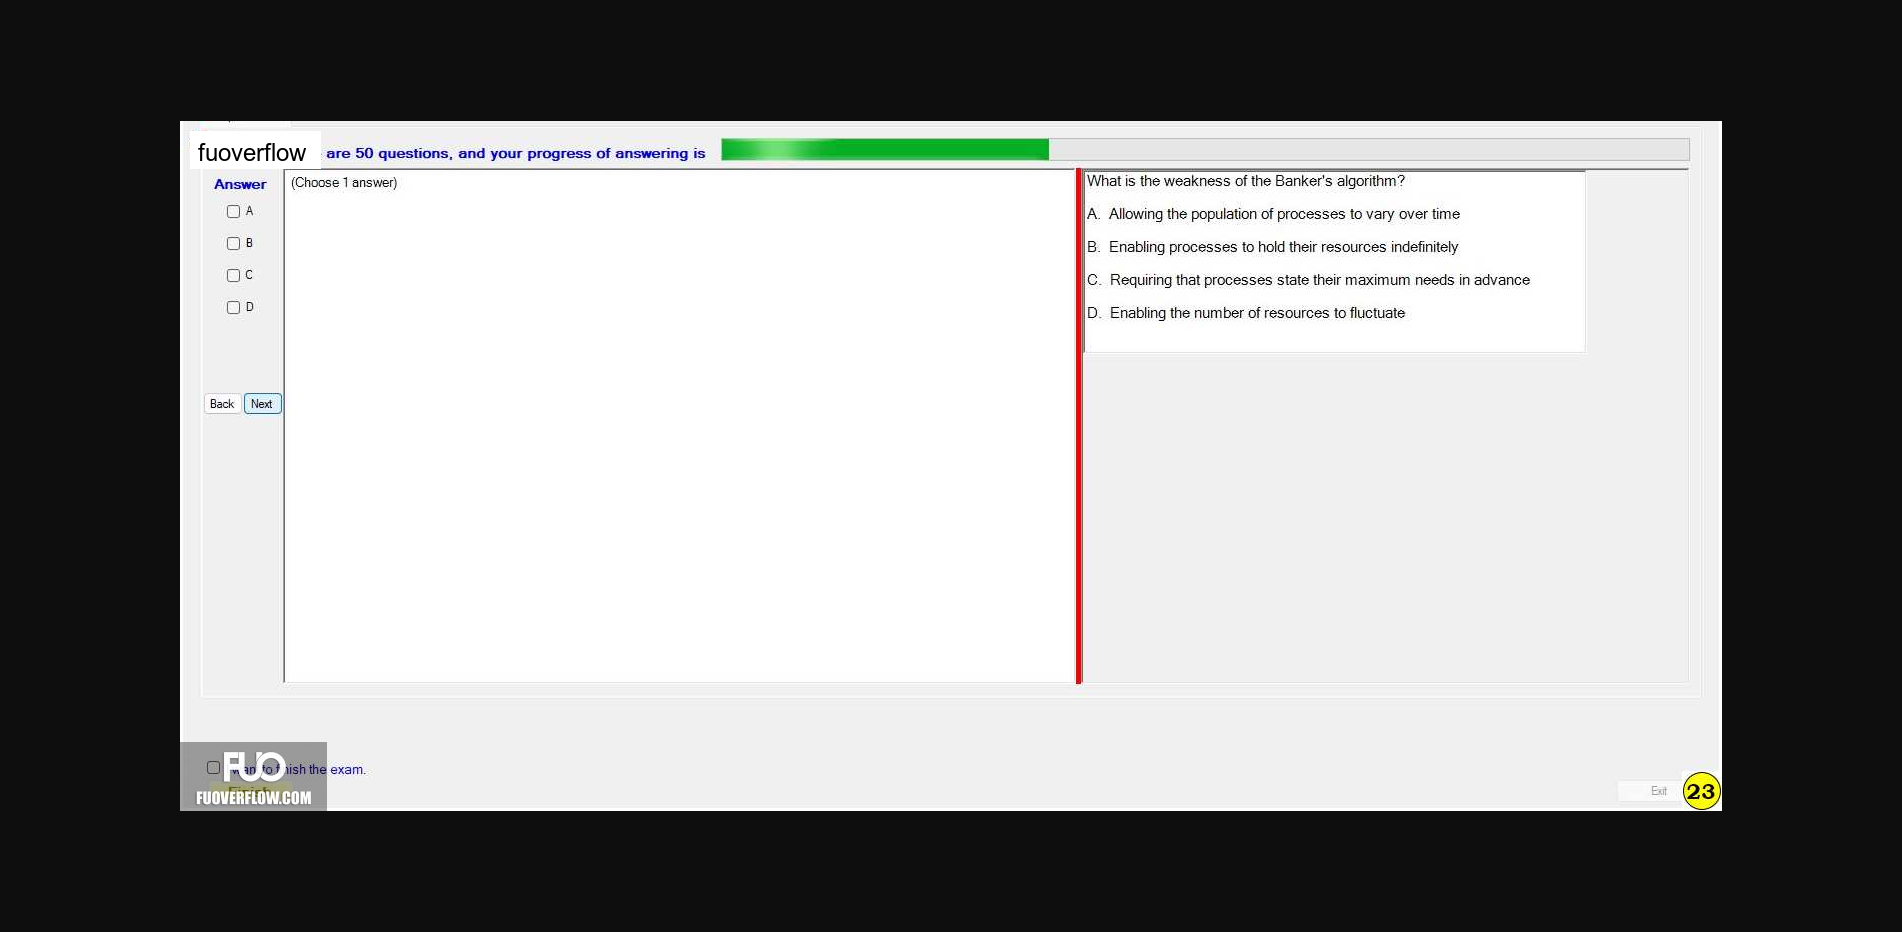 fuoverflow are 50 questions, and your progress of answering is
Answer
(Choose 1 answer)
A
B
C
D
Back Next
What is the weakness of the Banker's algorithm?
A. Allowing the population of processes to vary over time
B. Enabling processes to hold their resources indefinitely
C. Requiring that processes state their maximum needs in advance
D. Enabling the number of resources to fluctuate
FUO
want to finish the exam.
Finish
FUOVERFLOW.COM
Exit
23